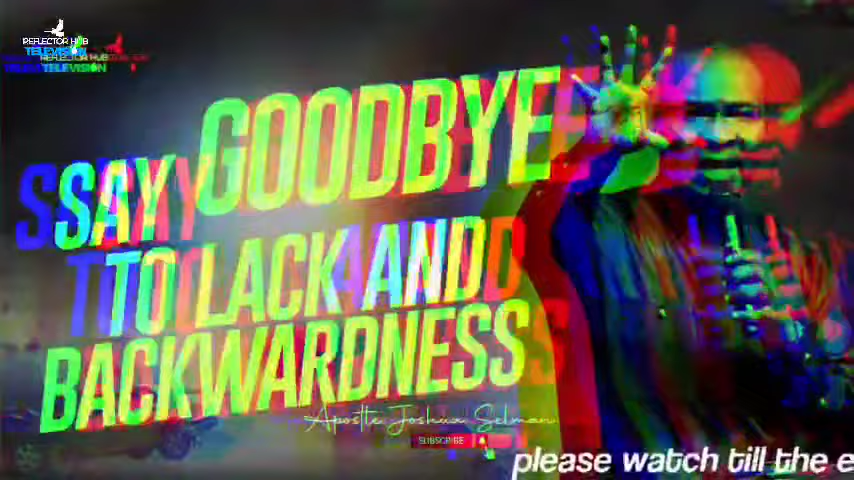 REFLECTOR HUB
TELEVISION
SAY GOODBYE
TO LACK AND
BACKWARDNESS
Apostle Joshua Selman
SUBSCRIBE
please watch till the e